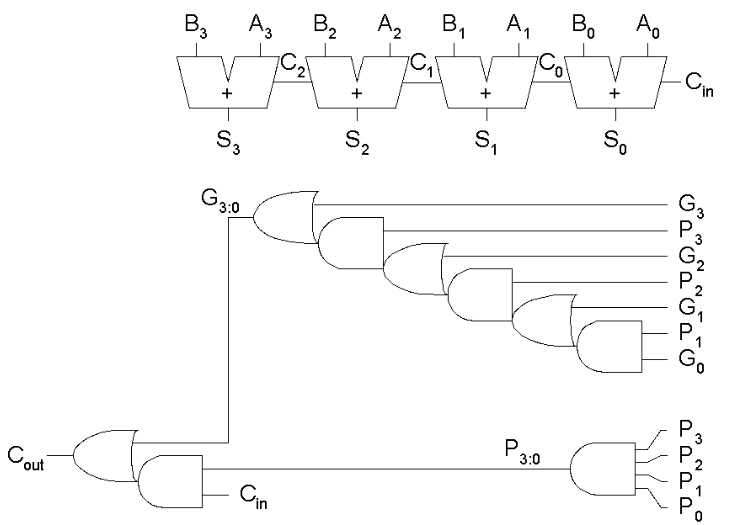 B3 A3 B2 A2 B1 A1 B0 A0
C2 C1 C0 Cin
+ + + +
S3 S2 S1 S0
G3:0 G3
P3
G2
P2
G1
P1
G0
P3
Cout P3:0 P2
P1
Cin P0